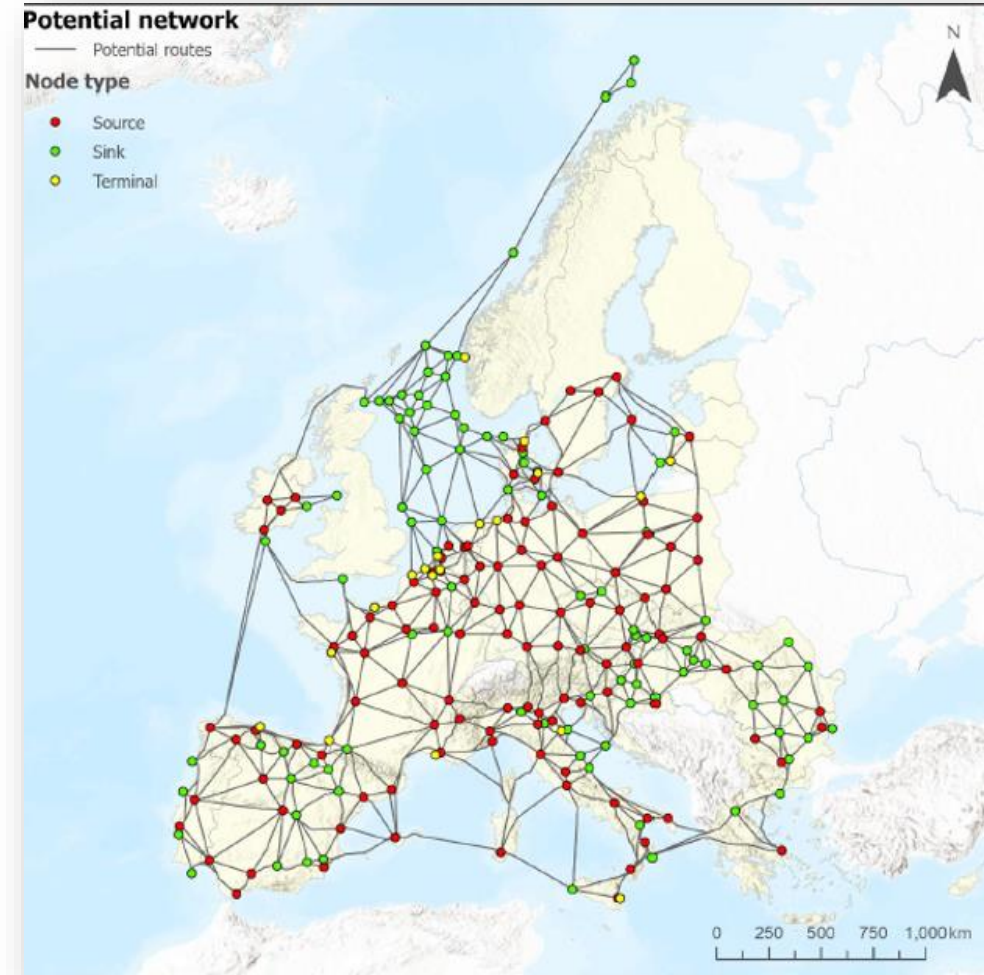 Potential network
Potential routes
Node type
Source
Sink
Terminal
N
0 250 500 750 1,000 km